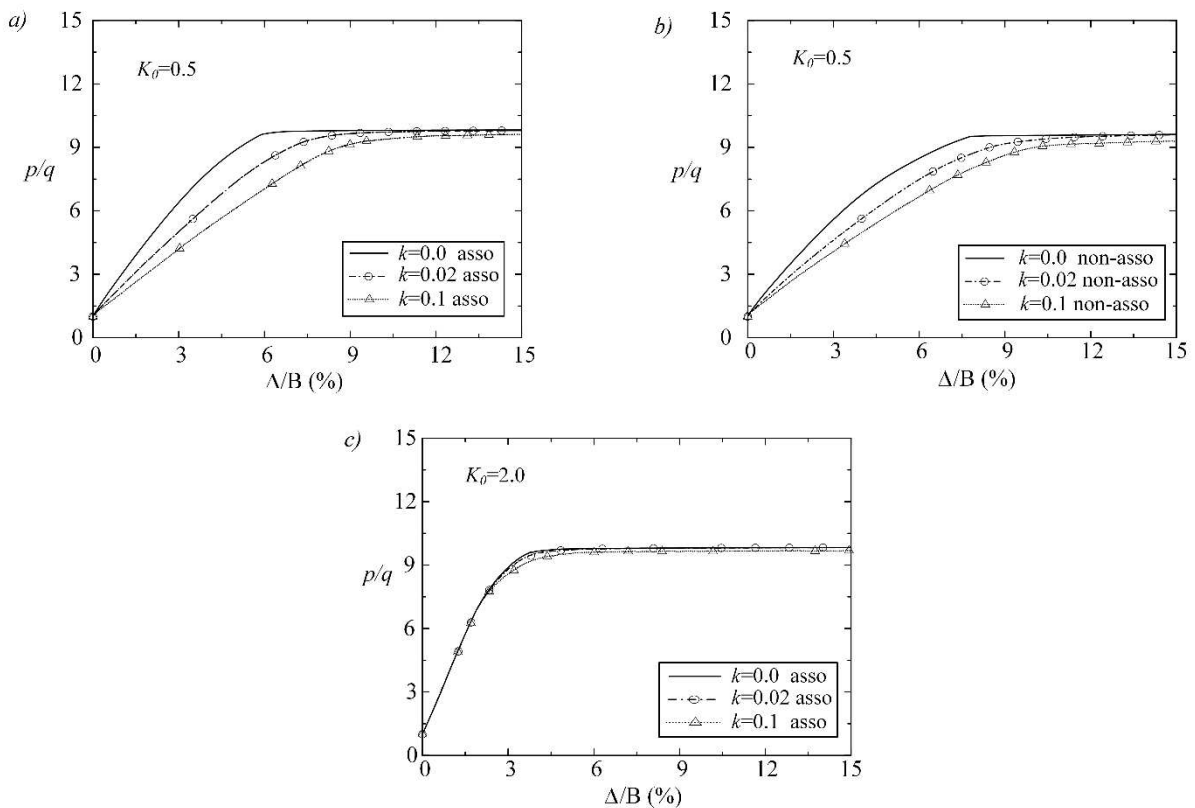 a)
15
12
9
6
3
0
p/q
K₀=0.5
k=0.0 asso
k=0.02 asso
k=0.1 asso
0 3 6 9 12 15
Δ/B (%)
b)
15
12
9
6
3
0
p/q
K₀=0.5
k=0.0 non-asso
k=0.02 non-asso
k=0.1 non-asso
0 3 6 9 12 15
Δ/B (%)
c)
15
12
9
6
3
0
p/q
K₀=2.0
k=0.0 asso
k=0.02 asso
k=0.1 asso
0 3 6 9 12 15
Δ/B (%)